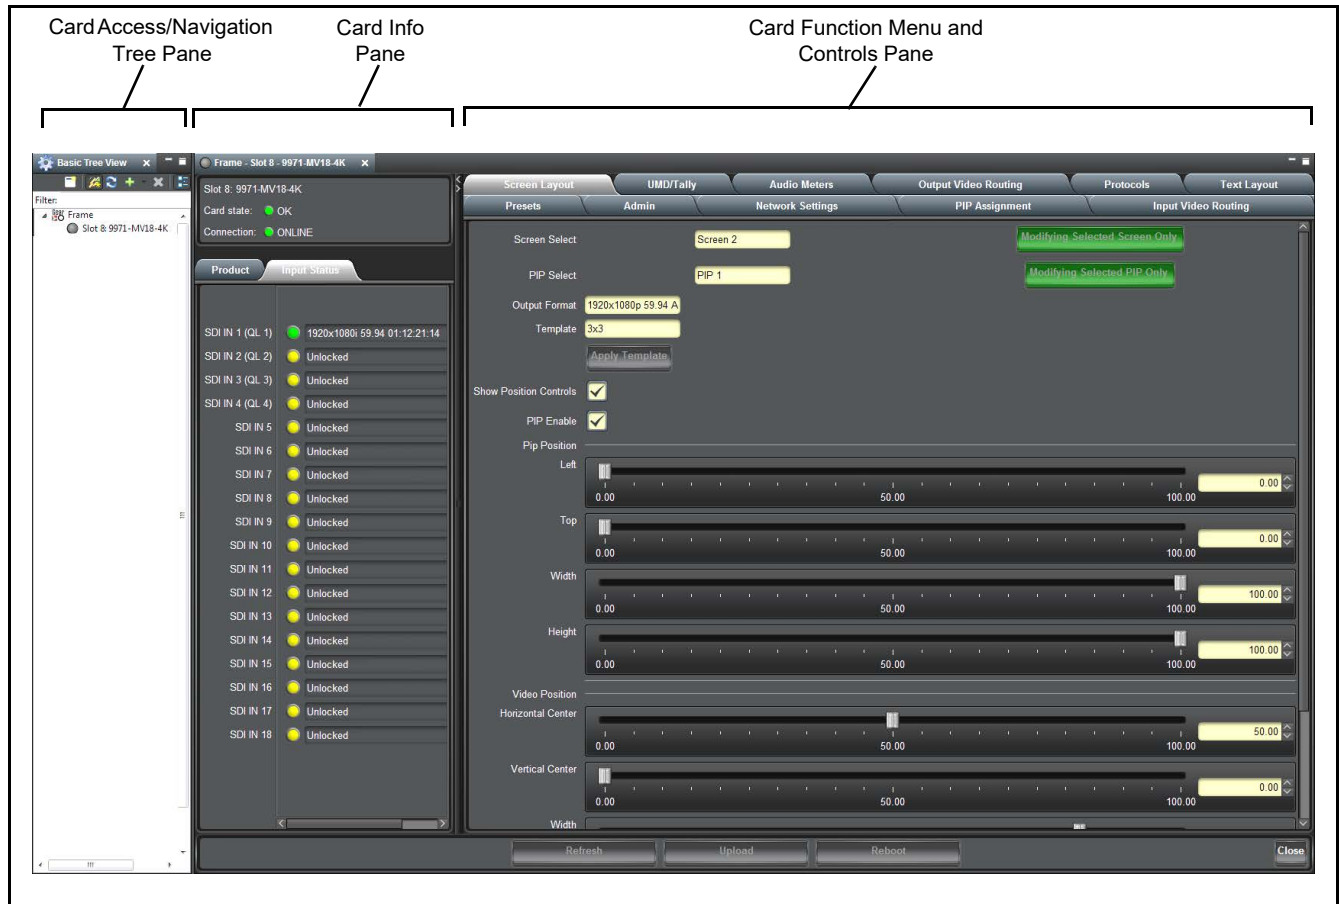 Card Access/Navigation
Tree Pane
Card Info
Pane
Card Function Menu and
Controls Pane
Basic Tree View
Filter:
Frame
Slot 8: 9971-MV18-4K
Frame - Slot 8 - 9971-MV18-4K
Slot 8: 9971-MV18-4K
Card state: OK
Connection: ONLINE
Product Input Status
SDI IN 1 (QL 1) 1920x1080i 59.94 01:12:21:14
SDI IN 2 (QL 2) Unlocked
SDI IN 3 (QL 3) Unlocked
SDI IN 4 (QL 4) Unlocked
SDI IN 5 Unlocked
SDI IN 6 Unlocked
SDI IN 7 Unlocked
SDI IN 8 Unlocked
SDI IN 9 Unlocked
SDI IN 10 Unlocked
SDI IN 11 Unlocked
SDI IN 12 Unlocked
SDI IN 13 Unlocked
SDI IN 14 Unlocked
SDI IN 15 Unlocked
SDI IN 16 Unlocked
SDI IN 17 Unlocked
SDI IN 18 Unlocked
Screen Layout UMD/Tally Audio Meters Output Video Routing Protocols Text Layout
Presets Admin Network Settings PIP Assignment Input Video Routing
Screen Select Screen 2 Modifying Selected Screen Only
PIP Select PIP 1 Modifying Selected PIP Only
Output Format 1920x1080p 59.94 A
Template 3x3
Apply Template
Show Position Controls
PIP Enable
Pip Position
Left 0.00
0.00 50.00 100.00
Top 0.00
0.00 50.00 100.00
Width 100.00
0.00 50.00 100.00
Height 100.00
0.00 50.00 100.00
Video Position
Horizontal Center 50.00
0.00 50.00 100.00
Vertical Center 0.00
0.00 50.00 100.00
Width
Refresh Upload Reboot Close